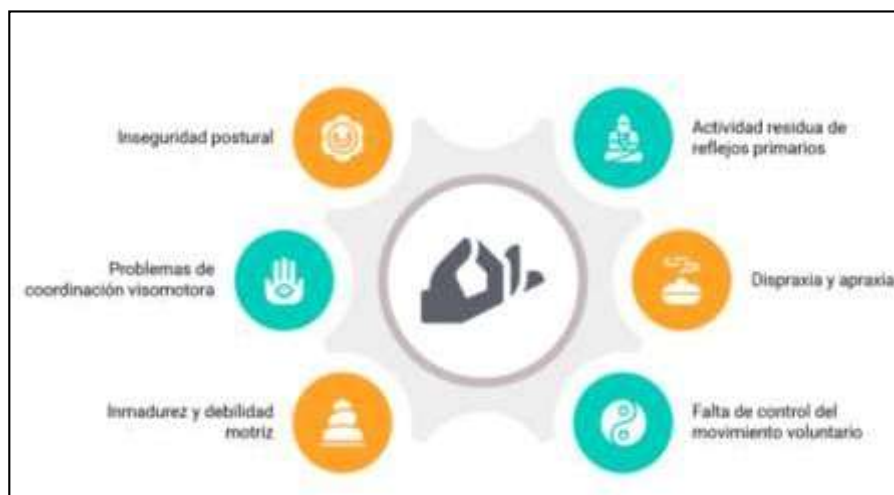 Inseguridad postural
Actividad residua de
reflejos primarios
Problemas de
coordinación visomotora
Dispraxia y apraxia
Inmadurez y debilidad
motriz
Falta de control del
movimiento voluntario